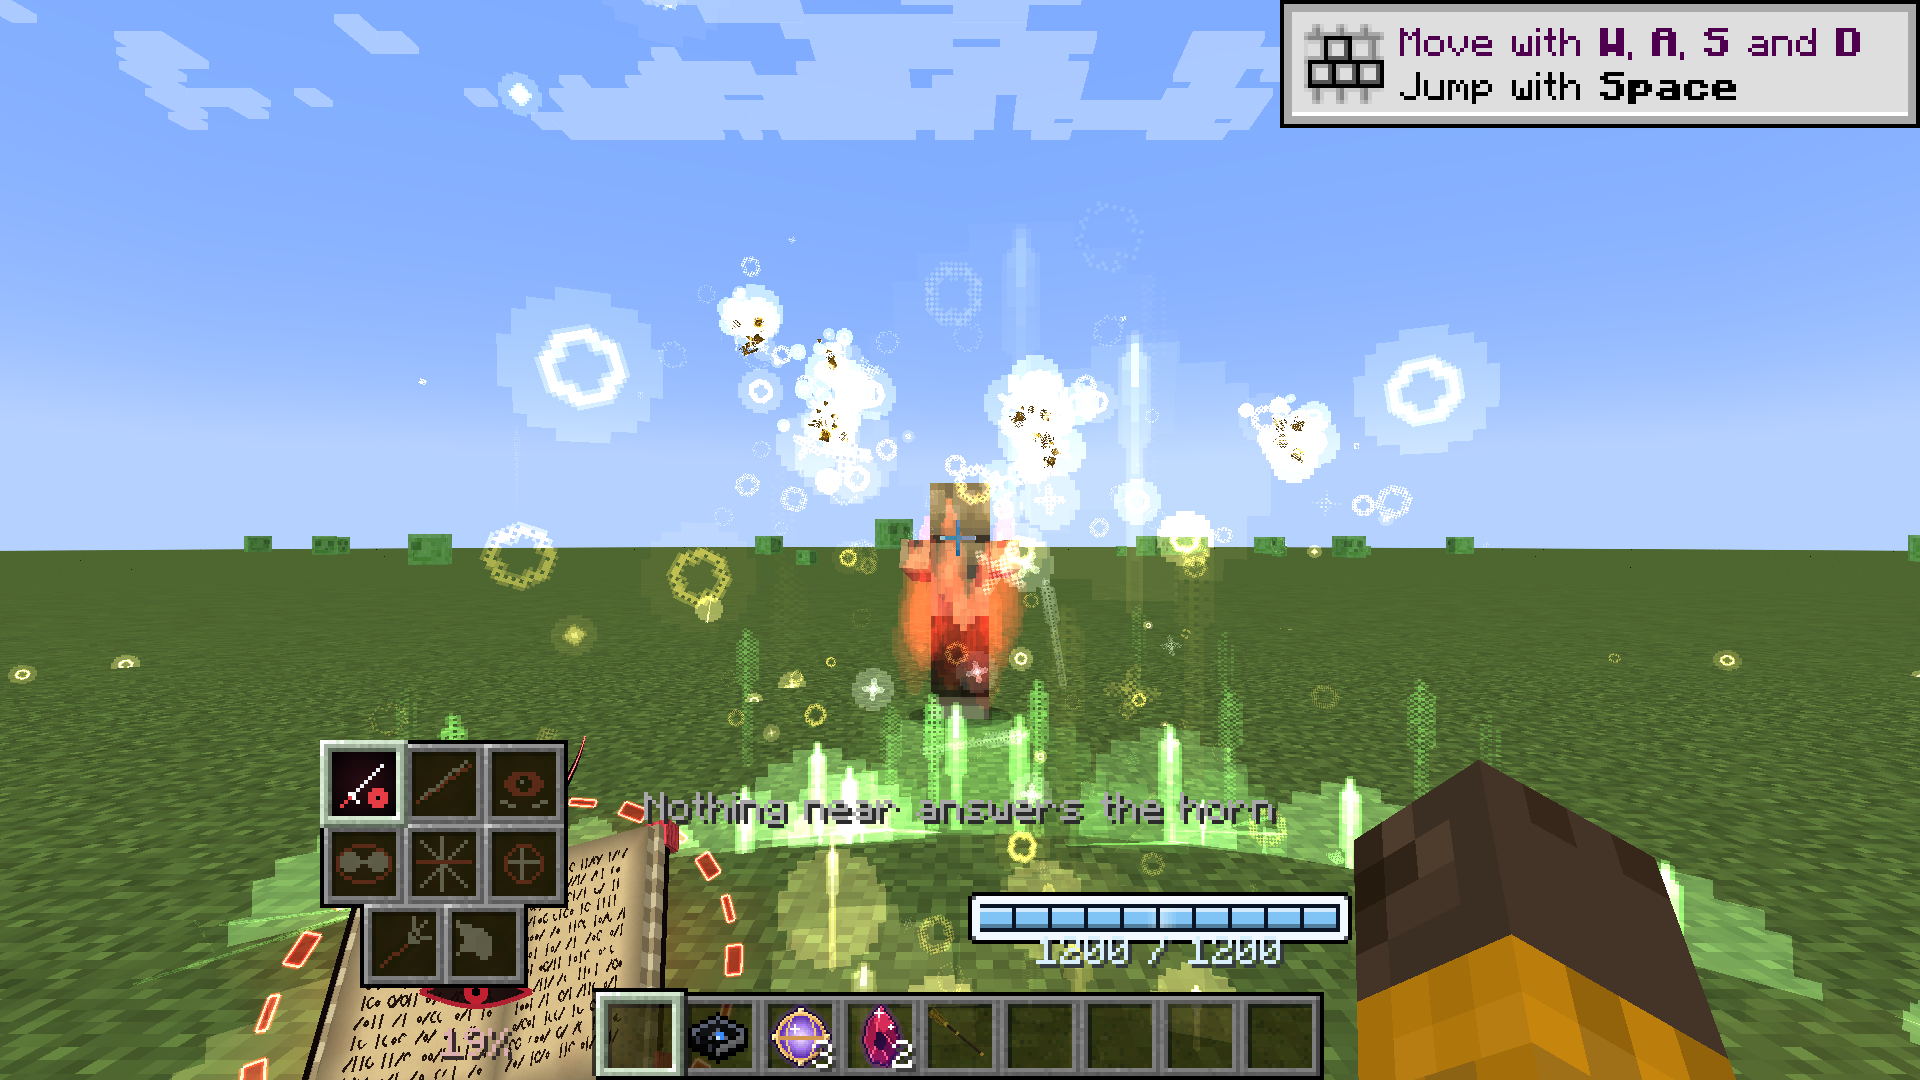 Move with W, A, S and D
Jump with Space
Nothing near answers the horn
1200 / 1200
19%
3
2